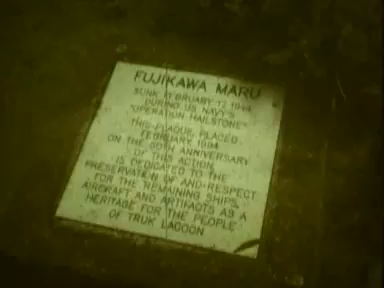 FUJIKAWA MARU
SUNK FEBRUARY 17 1944
DURING US NAVY'S
"OPERATION HAILSTONE"
THIS PLAQUE PLACED
FEBRUARY 1994
ON THE 50TH ANNIVERSARY
OF THIS ACTION
IS DEDICATED TO THE
PRESERVATION OF AND RESPECT
FOR THE REMAINING SHIPS,
AIRCRAFT AND ARTIFACTS AS A
HERITAGE FOR THE PEOPLE
OF TRUK LAGOON